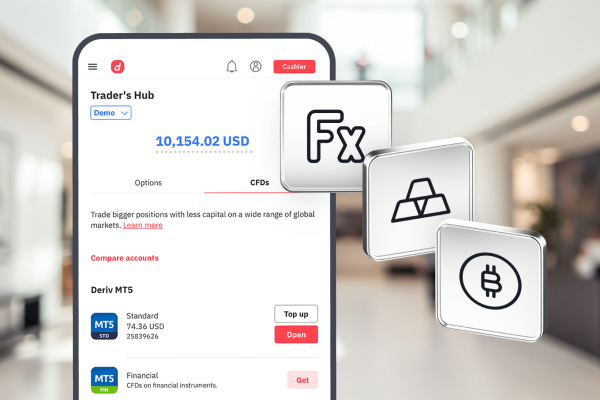 d
Cashier
Trader's Hub
Demo
10,154.02 USD
Options
CFDs
Trade bigger positions with less capital on a wide range of global
markets. Learn more
Compare accounts
Deriv MT5
MT5
STD
Standard
74.36 USD
25839626
Top up
Open
MT5
FIN
Financial
CFDs on financial instruments.
Get
Fx
B